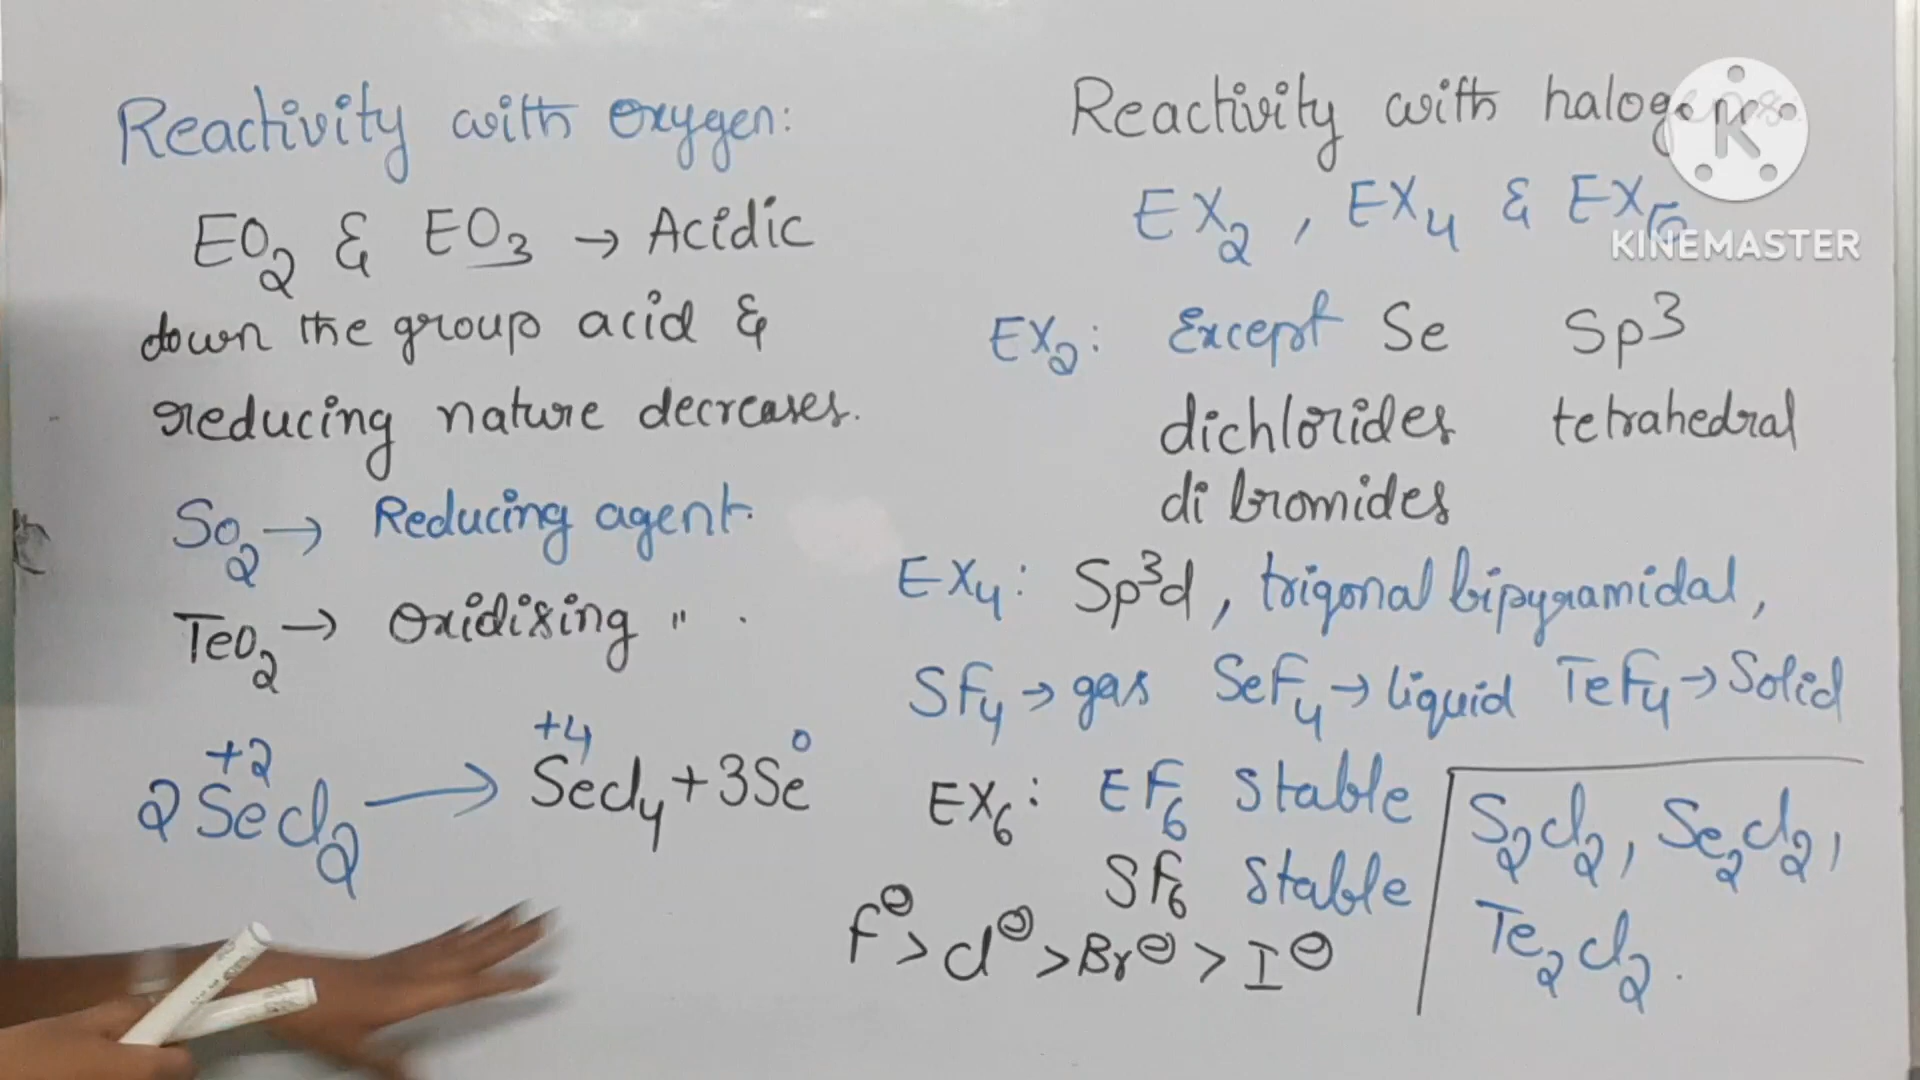 Reactivity with oxygen:
EO₂ & EO₃ → Acidic
down the group acid &
reducing nature decreases.
SO₂ → Reducing agent.
TeO₂ → Oxidising " .
+2 +4 0
2SeCl₂ → SeCl₄ + 3Se
Reactivity with halogens
EX₂, EX₄ & EX₆
K
KINEMASTER
EX₂: Except Se Sp³
dichlorides tetrahedral
di bromides
EX₄: Sp³d, trigonal bipyramidal,
SF₄ → gas SeF₄ → liquid TeF₄ → Solid
EX₆: EF₆ Stable
SF₆ Stable
F⊖ > Cl⊖ > Br⊖ > I⊖
S₂Cl₂, Se₂Cl₂,
Te₂Cl₂.